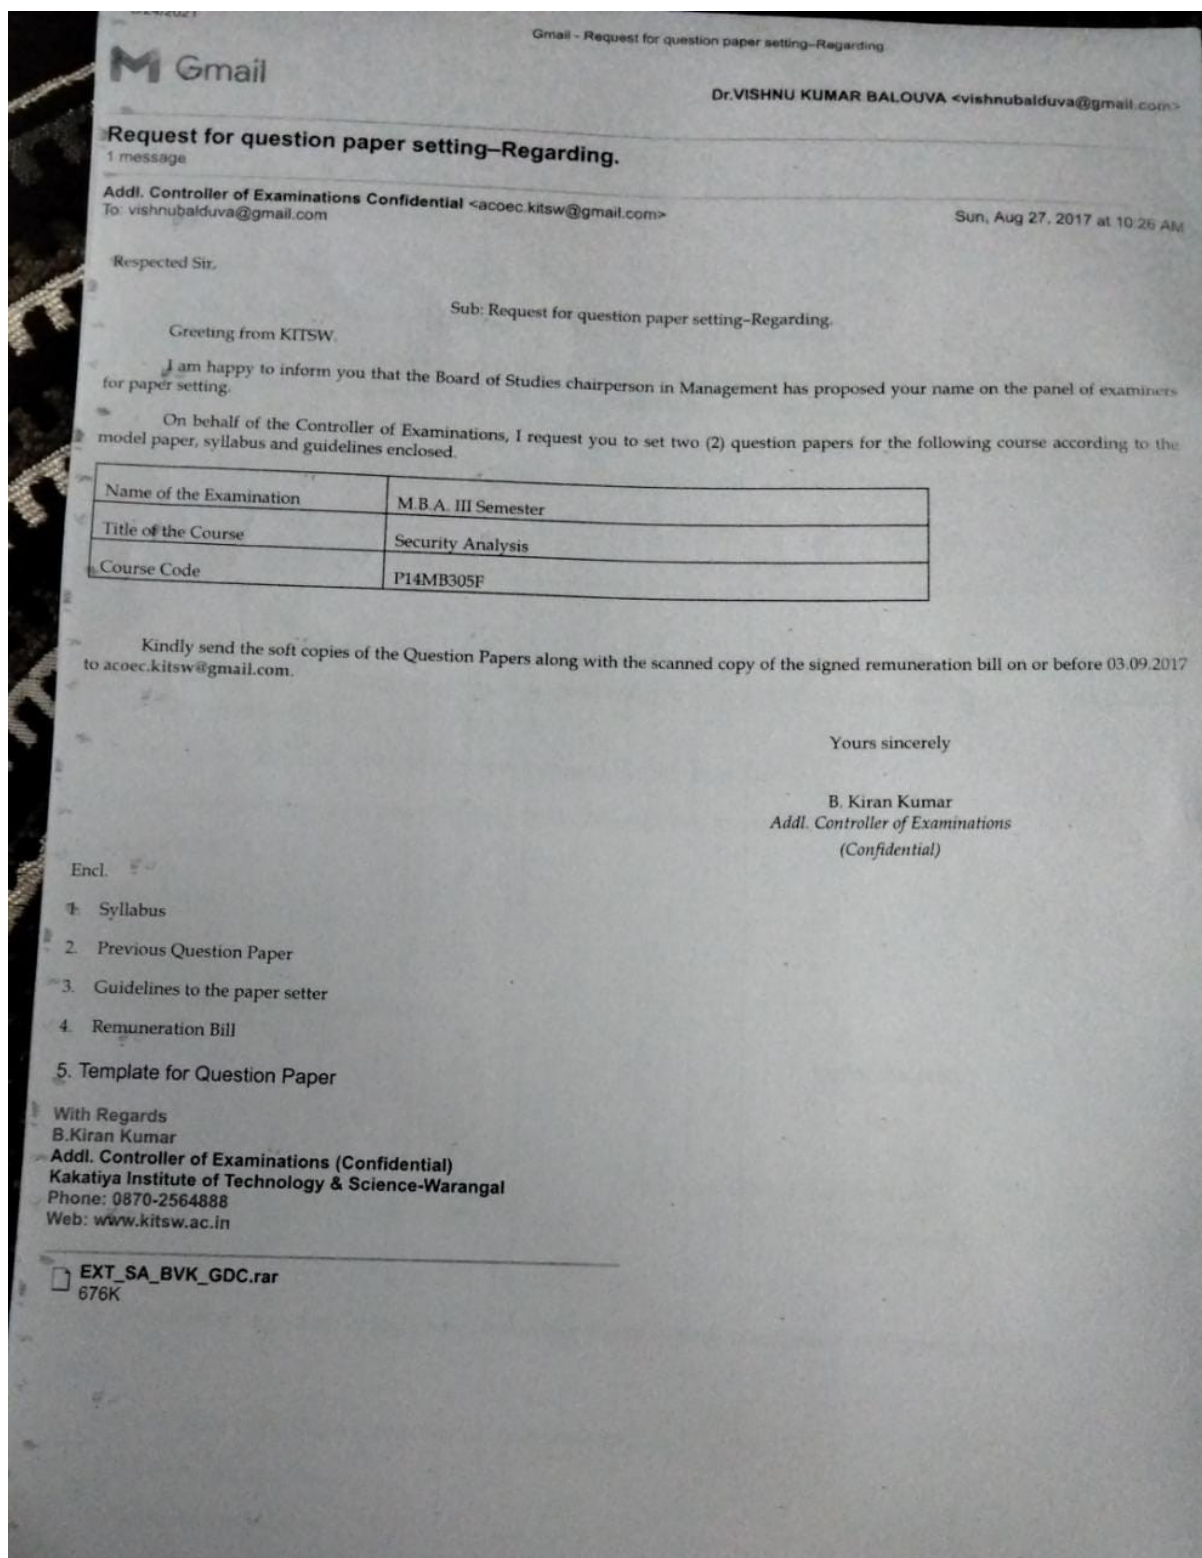 Gmail - Request for question paper setting–Regarding
M Gmail
Dr.VISHNU KUMAR BALOUVA <vishnubalduva@gmail.com>
Request for question paper setting–Regarding.
1 message
Addl. Controller of Examinations Confidential <acoec.kitsw@gmail.com>
To: vishnubalduva@gmail.com
Sun, Aug 27, 2017 at 10:26 AM
Respected Sir,
Sub: Request for question paper setting–Regarding.
Greeting from KITSW.
I am happy to inform you that the Board of Studies chairperson in Management has proposed your name on the panel of examiners
for paper setting.
On behalf of the Controller of Examinations, I request you to set two (2) question papers for the following course according to the
model paper, syllabus and guidelines enclosed.
Name of the Examination M.B.A. III Semester
Title of the Course Security Analysis
Course Code P14MB305F
Kindly send the soft copies of the Question Papers along with the scanned copy of the signed remuneration bill on or before 03.09.2017
to acoec.kitsw@gmail.com.
Yours sincerely
B. Kiran Kumar
Addl. Controller of Examinations
(Confidential)
Encl.
1. Syllabus
2. Previous Question Paper
3. Guidelines to the paper setter
4. Remuneration Bill
5. Template for Question Paper
With Regards
B.Kiran Kumar
Addl. Controller of Examinations (Confidential)
Kakatiya Institute of Technology & Science-Warangal
Phone: 0870-2564888
Web: www.kitsw.ac.in
EXT_SA_BVK_GDC.rar
676K